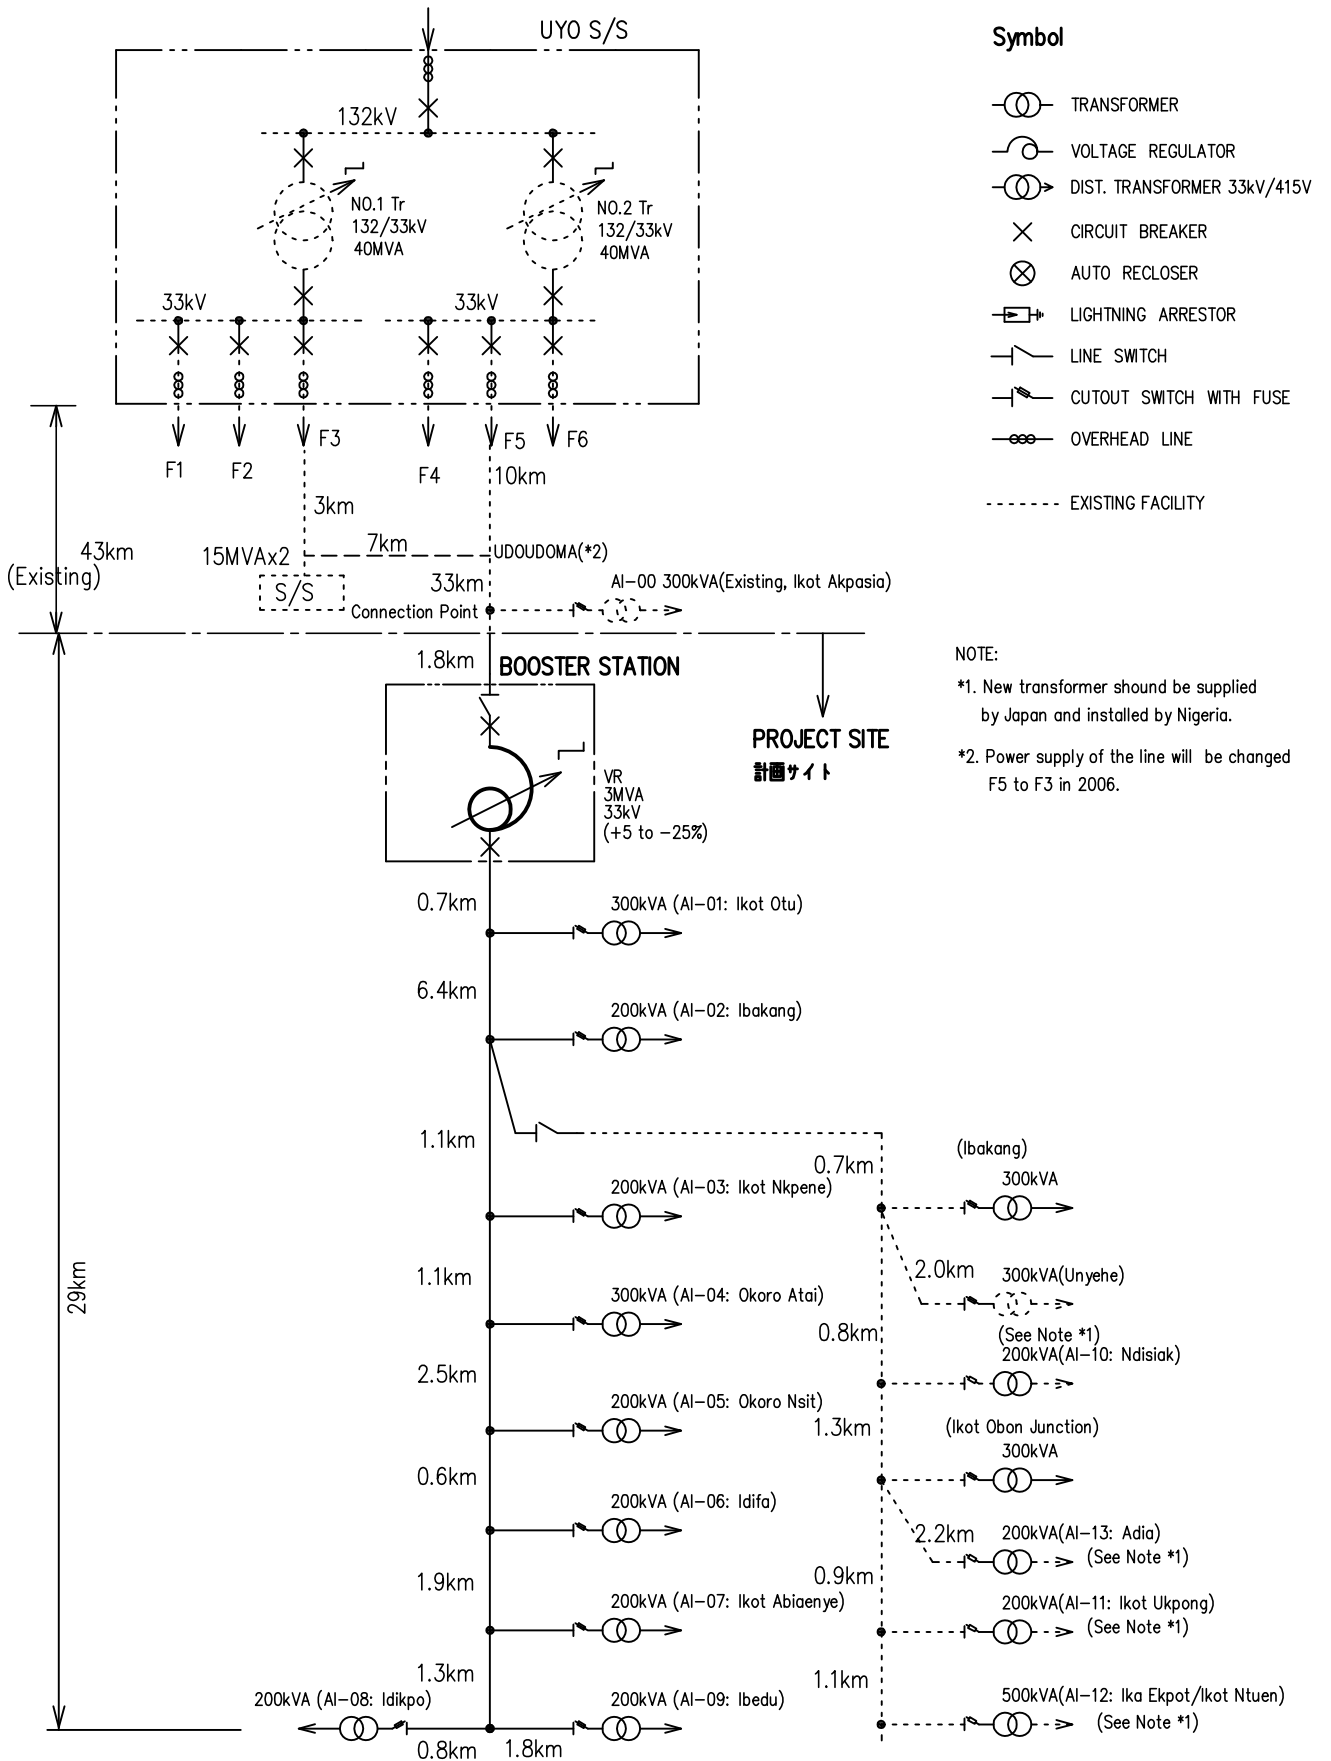 UYO S/S
132kV
NO.1 Tr
132/33kV
40MVA
NO.2 Tr
132/33kV
40MVA
33kV
33kV
F1
F2
F3
F4
F5
F6
10km
3km
43km
(Existing)
15MVAx2
S/S
7km
UDOUDOMA(*2)
33km
AI-00 300kVA(Existing, Ikot Akpasia)
Connection Point
1.8km
BOOSTER STATION
PROJECT SITE
計画サイト
VR
3MVA
33kV
(+5 to -25%)
0.7km
300kVA (AI-01: Ikot Otu)
6.4km
200kVA (AI-02: Ibakang)
1.1km
200kVA (AI-03: Ikot Nkpene)
1.1km
300kVA (AI-04: Okoro Atai)
2.5km
200kVA (AI-05: Okoro Nsit)
0.6km
200kVA (AI-06: Idifa)
1.9km
200kVA (AI-07: Ikot Abiaenye)
1.3km
200kVA (AI-08: Idikpo)
200kVA (AI-09: Ibedu)
0.8km
1.8km
29km
0.7km
(Ibakang)
300kVA
2.0km
300kVA(Unyehe)
(See Note *1)
0.8km
200kVA(AI-10: Ndisiak)
1.3km
(Ikot Obon Junction)
300kVA
2.2km
200kVA(AI-13: Adia)
(See Note *1)
0.9km
200kVA(AI-11: Ikot Ukpong)
(See Note *1)
1.1km
500kVA(AI-12: Ika Ekpot/Ikot Ntuen)
(See Note *1)
Symbol
TRANSFORMER
VOLTAGE REGULATOR
DIST. TRANSFORMER 33kV/415V
CIRCUIT BREAKER
AUTO RECLOSER
LIGHTNING ARRESTOR
LINE SWITCH
CUTOUT SWITCH WITH FUSE
OVERHEAD LINE
EXISTING FACILITY
NOTE:
*1. New transformer shound be supplied
by Japan and installed by Nigeria.
*2. Power supply of the line will be changed
F5 to F3 in 2006.